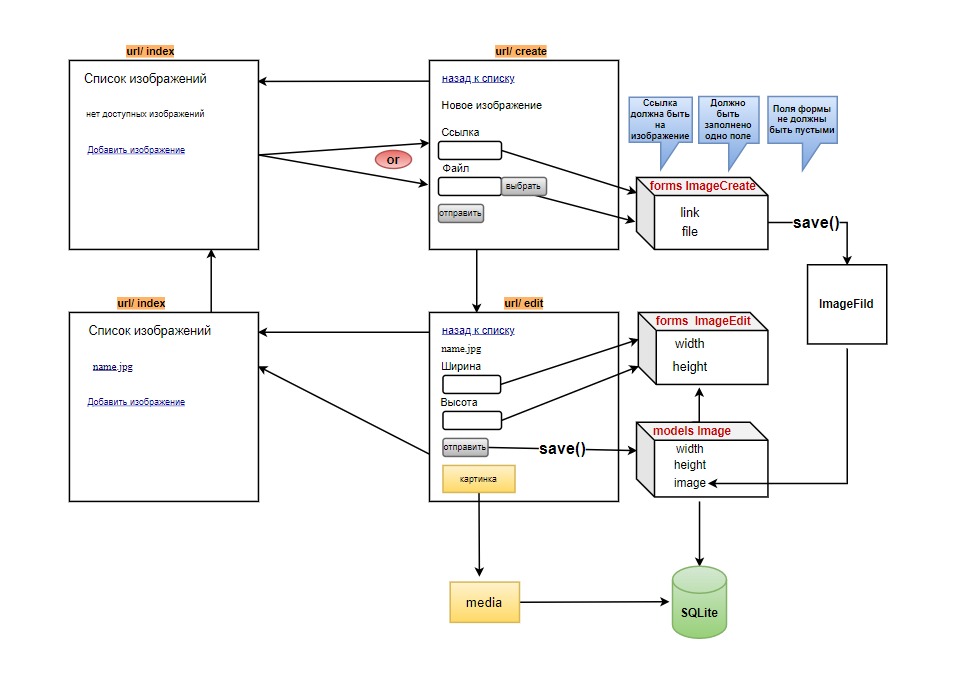 url/ index
Список изображений
нет доступных изображений
Добавить изображение
or
url/ create
назад к списку
Новое изображение
Ссылка
Файл
выбрать
отправить
Ссылка
должна быть
на
изображение
Должно
быть
заполнено
одно поле
Поля формы
не должны
быть пустыми
forms ImageCreate
link
file
save()
ImageFild
url/ index
Список изображений
name.jpg
Добавить изображение
url/ edit
назад к списку
name.jpg
Ширина
Высота
отправить
картинка
save()
forms ImageEdit
width
height
models Image
width
height
image
media
SQLite